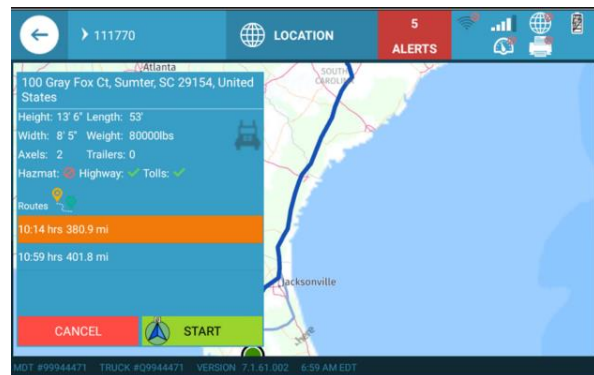 111770
LOCATION
5
ALERTS
Atlanta
SOUTH
CAROLINA
100 Gray Fox Ct, Sumter, SC 29154, United
States
Height: 13' 6" Length: 53'
Width: 8' 5" Weight: 80000lbs
Axels: 2 Trailers: 0
Hazmat: Highway: Tolls:
Routes
10:14 hrs 380.9 mi
10:59 hrs 401.8 mi
Jacksonville
CANCEL
START
MDT #99944471 TRUCK #Q9944471 VERSION 7.1.61.002 6:59 AM EDT